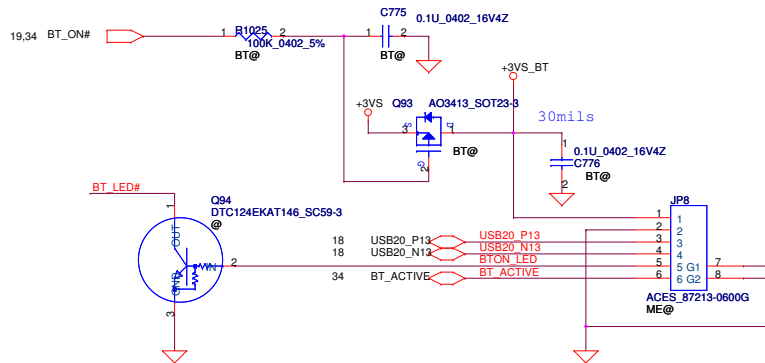 C775
0.1U_0402_16V4Z
19,34 BT_ON#
1 R1025 2
100K_0402_5%
BT@
1 2
BT@
+3VS_BT
+3VS
Q93 AO3413_SOT23-3
S D
3 1
G
2
BT@
30mils
1
0.1U_0402_16V4Z
C776
BT@
2
BT_LED#
Q94
DTC124EKAT146_SC59-3
@
1
OUT
IN
2
GND
3
JP8
1 1
2 2
18 USB20_P13 USB20_P13 3 3
18 USB20_N13 USB20_N13 4 4
BTON_LED 5 5 G1 7
34 BT_ACTIVE BT_ACTIVE 6 6 G2 8
ACES_87213-0600G
ME@